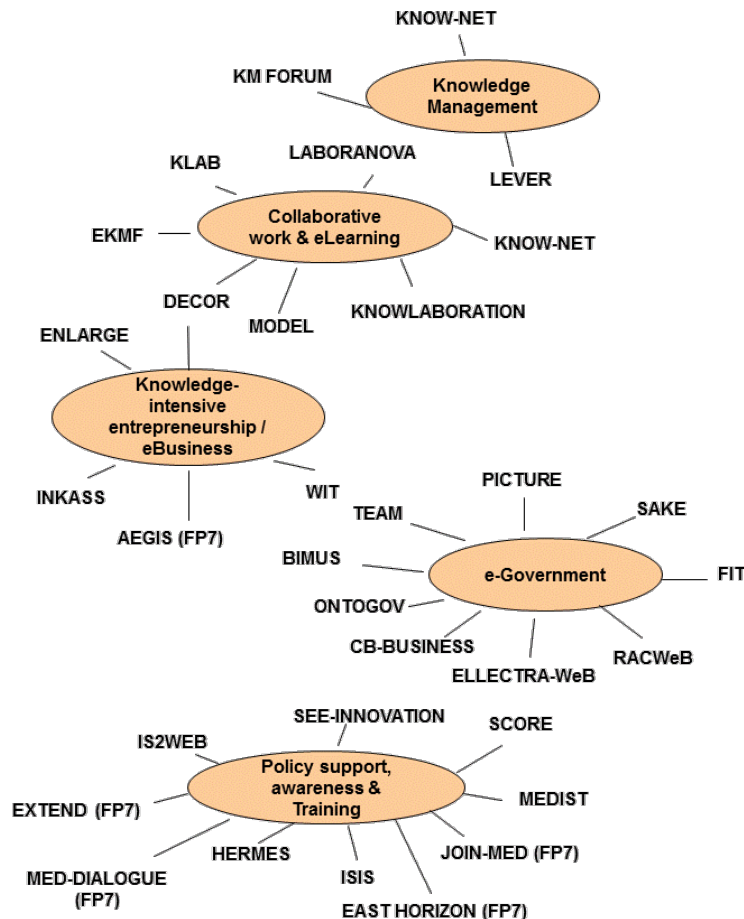 KNOW-NET
KM FORUM
Knowledge
Management
LEVER
LABORANOVA
KLAB
Collaborative
work & eLearning
EKMF
KNOW-NET
DECOR
MODEL
KNOWLABORATION
ENLARGE
Knowledge-
intensive
entrepreneurship /
eBusiness
INKASS
WIT
AEGIS (FP7)
PICTURE
TEAM
SAKE
BIMUS
e-Government
FIT
ONTOGOV
CB-BUSINESS
ELLECTRA-WeB
RACWeB
SEE-INNOVATION
SCORE
IS2WEB
Policy support,
awareness &
Training
EXTEND (FP7)
MEDIST
HERMES
JOIN-MED (FP7)
MED-DIALOGUE
(FP7)
ISIS
EAST HORIZON (FP7)